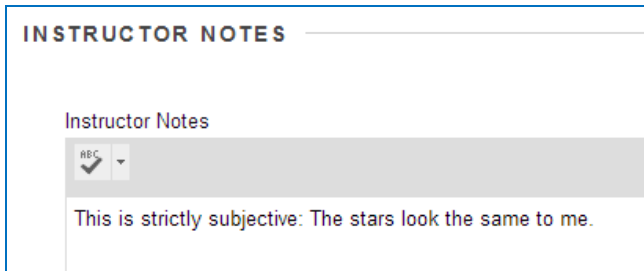 INSTRUCTOR NOTES
Instructor Notes
ABC
This is strictly subjective: The stars look the same to me.